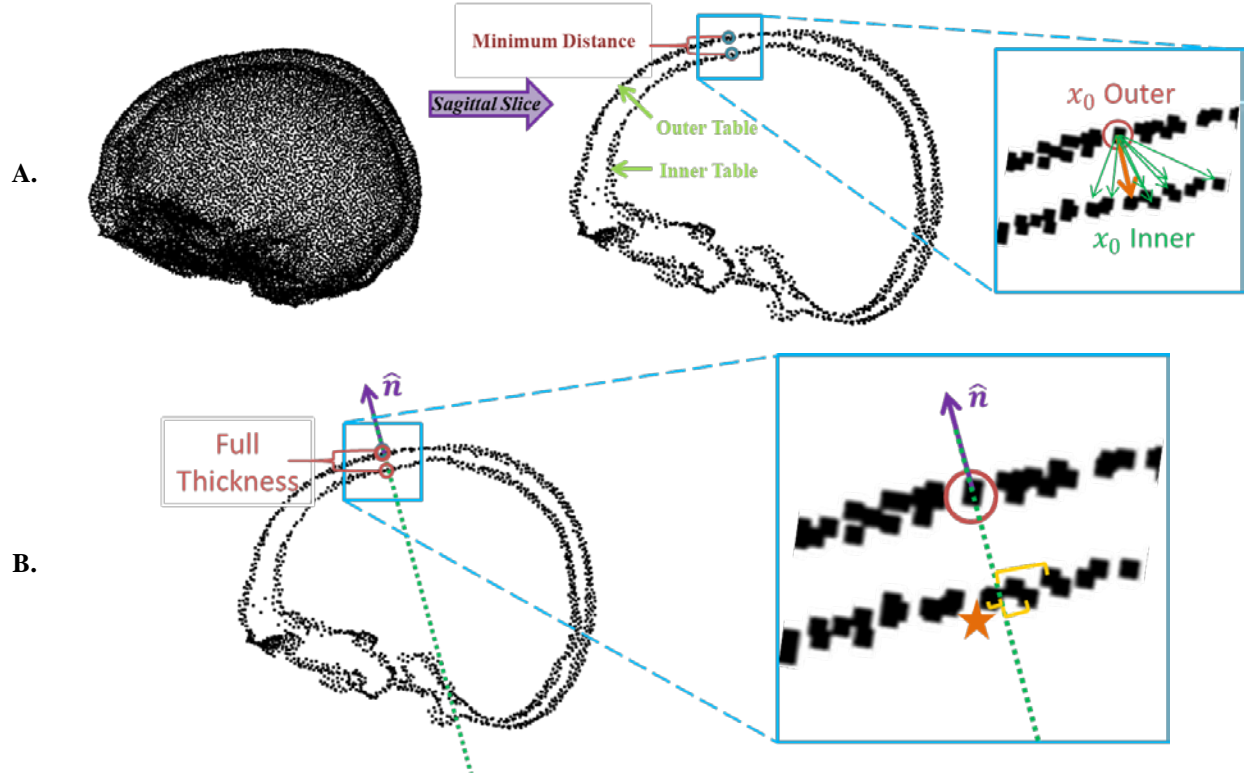 A.
Minimum Distance
Sagittal Slice
Outer Table
Inner Table
𝑥₀ Outer
𝑥₀ Inner
B.
n̂
Full
Thickness
n̂